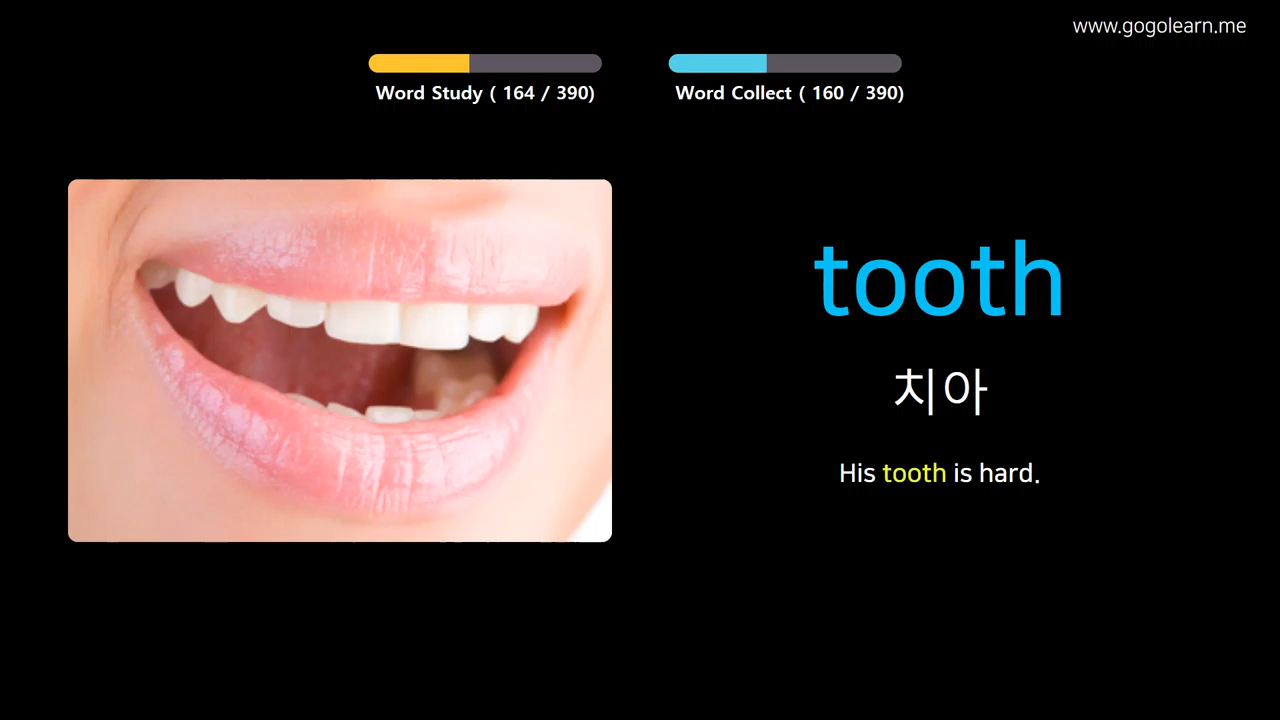 www.gogolearn.me
Word Study ( 164 / 390)
Word Collect ( 160 / 390)
tooth
치아
His tooth is hard.